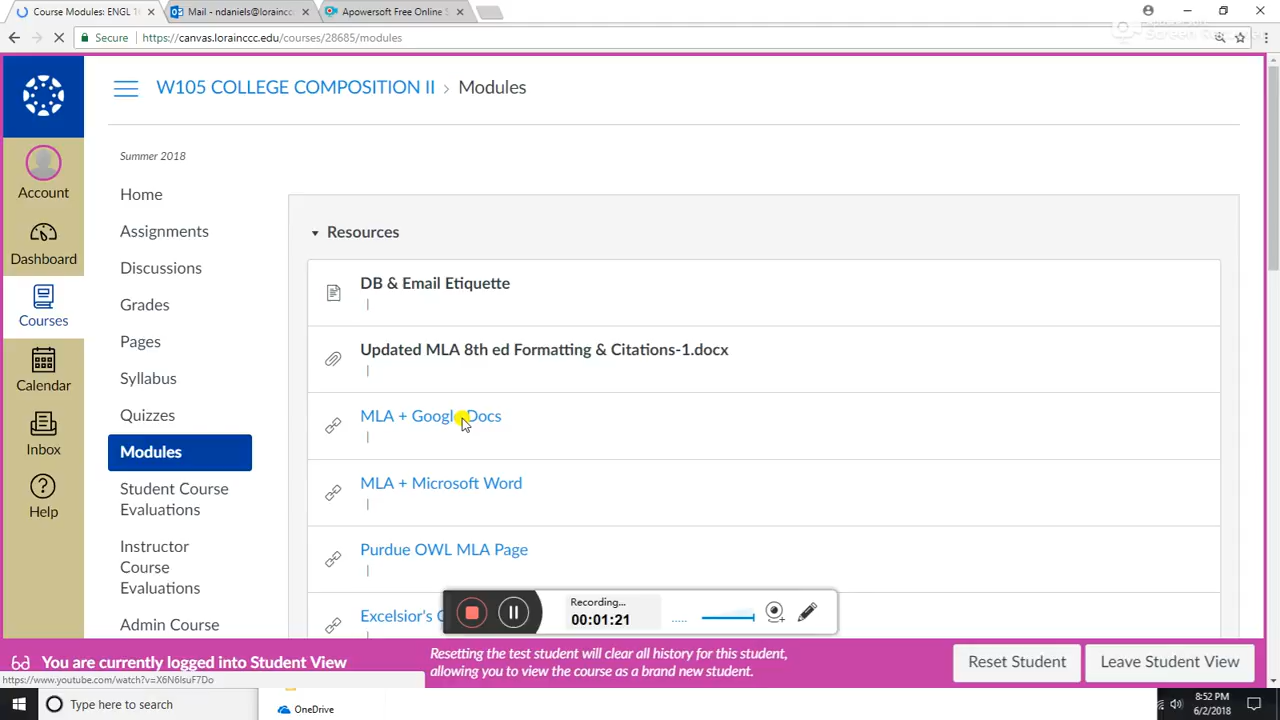 Course Modules: ENGL 1
Mail - ndaniels@lorainccc
Apowersoft Free Online S
Secure
https://canvas.lorainccc.edu/courses/28685/modules
W105 COLLEGE COMPOSITION II > Modules
Summer 2018
Account
Dashboard
Courses
Calendar
Inbox
Help
Home
Assignments
Discussions
Grades
Pages
Syllabus
Quizzes
Modules
Student Course
Evaluations
Instructor
Course
Evaluations
Admin Course
Resources
DB & Email Etiquette
Updated MLA 8th ed Formatting & Citations-1.docx
MLA + Google Docs
MLA + Microsoft Word
Purdue OWL MLA Page
Excelsior's
Recording...
00:01:21
You are currently logged into Student View
Resetting the test student will clear all history for this student,
allowing you to view the course as a brand new student.
Reset Student
Leave Student View
https://www.youtube.com/watch?v=X6N6lsuF7Do
Type here to search
OneDrive
8:52 PM
6/2/2018